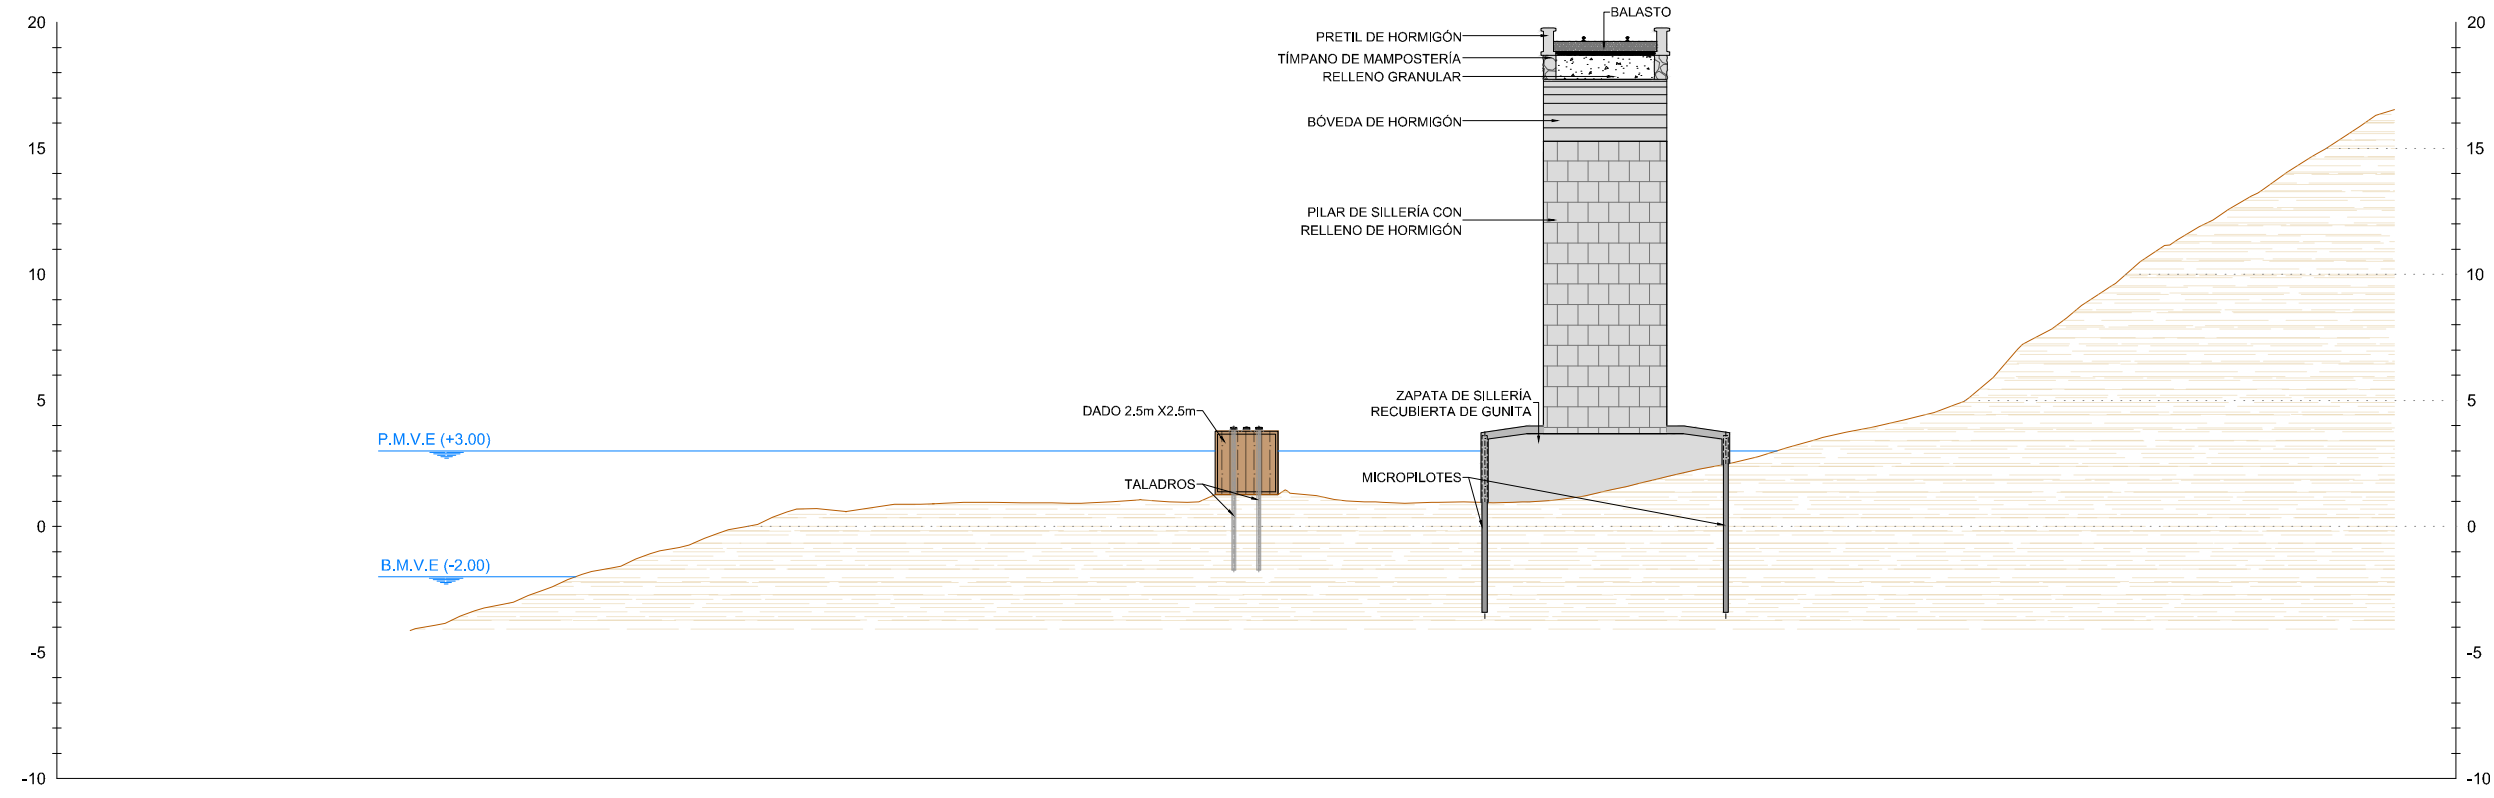 BALASTO
20
20
PRETIL DE HORMIGÓN
TÍMPANO DE MAMPOSTERÍA
RELLENO GRANULAR
BÓVEDA DE HORMIGÓN
15
15
PILAR DE SILLERÍA CON
RELLENO DE HORMIGÓN
10
10
ZAPATA DE SILLERÍA
RECUBIERTA DE GUNITA
5
5
DADO 2.5m X2.5m
P.M.V.E (+3.00)
MICROPILOTES
TALADROS
0
0
B.M.V.E (-2.00)
-5
-5
-10
-10